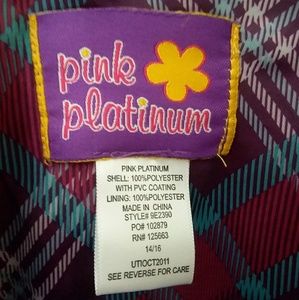 pink
platinum
PINK PLATINUM
SHELL: 100%POLYESTER
WITH PVC COATING
LINING: 100%POLYESTER
MADE IN CHINA
STYLE# 9E2390
PO# 102879
RN# 125663
14/16
UTIOCT2011
SEE REVERSE FOR CARE